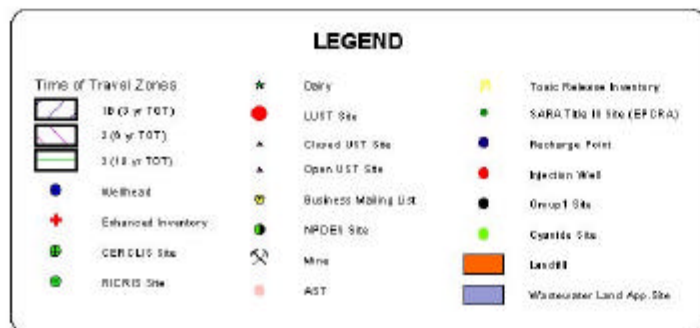 LEGEND
Time of Travel Zones
1B (3 yr TOT)
2 (6 yr TOT)
3 (10 yr TOT)
Wellhead
Enhanced Inventory
CERCLIS Site
RICRIS Site
Dairy
LUST Site
Closed UST Site
Open UST Site
Business Mailing List
NPDES Site
Mine
AST
Toxic Release Inventory
SARA Title III Site (EPCRA)
Recharge Point
Injection Well
Group1 Site
Cyanide Site
Landfill
Wastewater Land App. Site